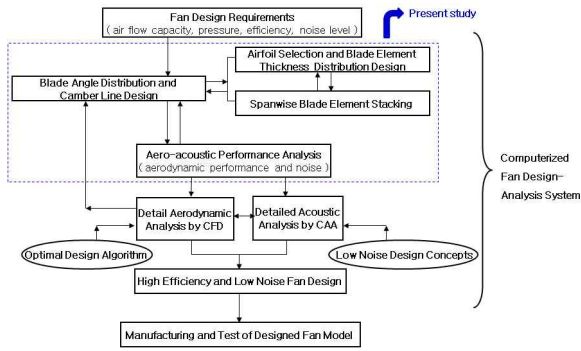 Fan Design Requirements
( air flow capacity, pressure, efficiency, noise level )
Present study
Airfoil Selection and Blade Element
Thickness Distribution Design
Blade Angle Distribution and
Camber Line Design
Spanwise Blade Element Stacking
Aero-acoustic Performance Analysis
( aerodynamic performance and noise )
Computerized
Fan Design-
Analysis System
Detail Aerodynamic
Analysis by CFD
Detailed Acoustic
Analysis by CAA
Optimal Design Algorithm
Low Noise Design Concepts
High Efficiency and Low Noise Fan Design
Manufacturing and Test of Designed Fan Model